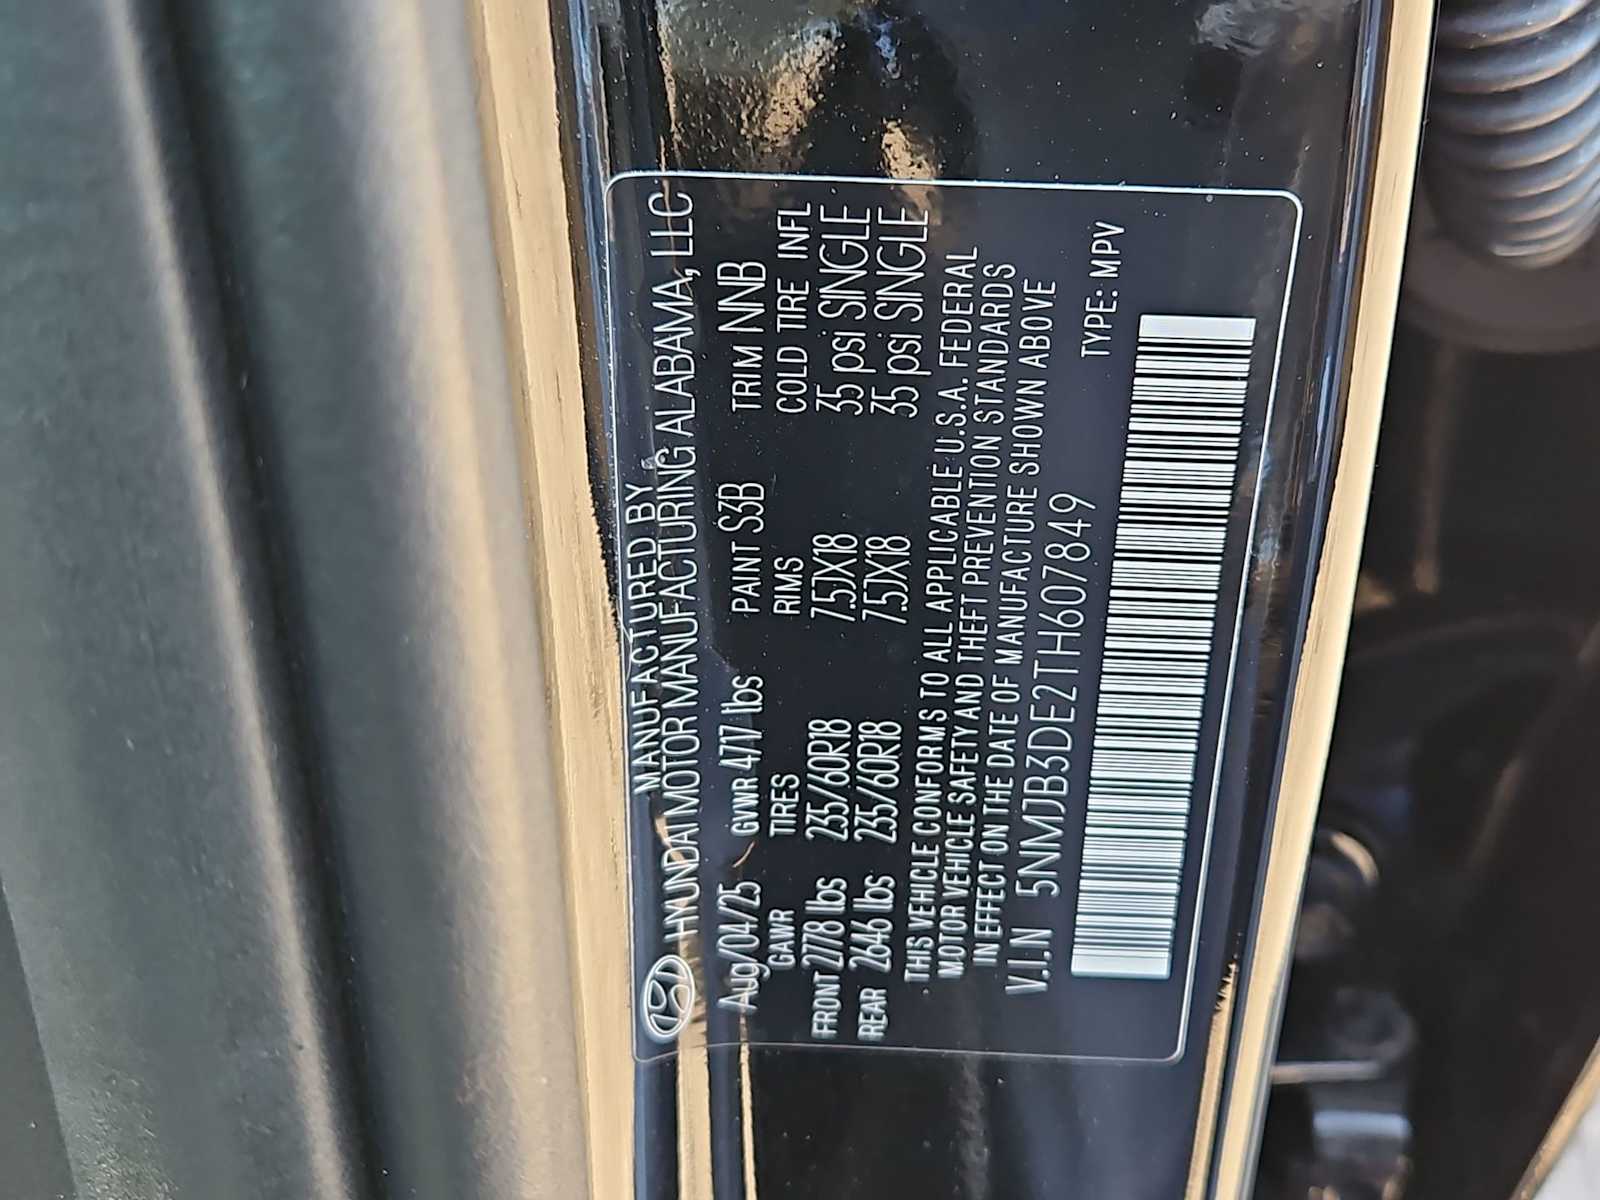 MANUFACTURED BY
HYUNDAI MOTOR MANUFACTURING ALABAMA, LLC
Aug/04/25 GVWR 4717 lbs PAINT S3B TRIM NNB
GAWR TIRES RIMS COLD TIRE INFL
FRONT 2778 lbs 235/60R18 7.5JX18 35 psi SINGLE
REAR 2646 lbs 235/60R18 7.5JX18 35 psi SINGLE
THIS VEHICLE CONFORMS TO ALL APPLICABLE U.S.A. FEDERAL
MOTOR VEHICLE SAFETY AND THEFT PREVENTION STANDARDS
IN EFFECT ON THE DATE OF MANUFACTURE SHOWN ABOVE
V.I.N 5NMJB3DE2TH607849 TYPE: MPV